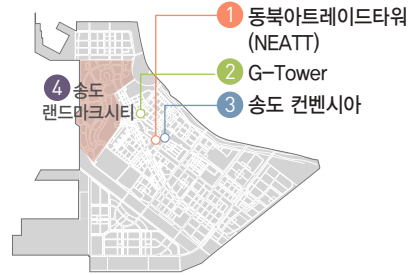 1 동북아트레이드타워
(NEATT)
2 G-Tower
3 송도 컨벤시아
4 송도
랜드마크시티